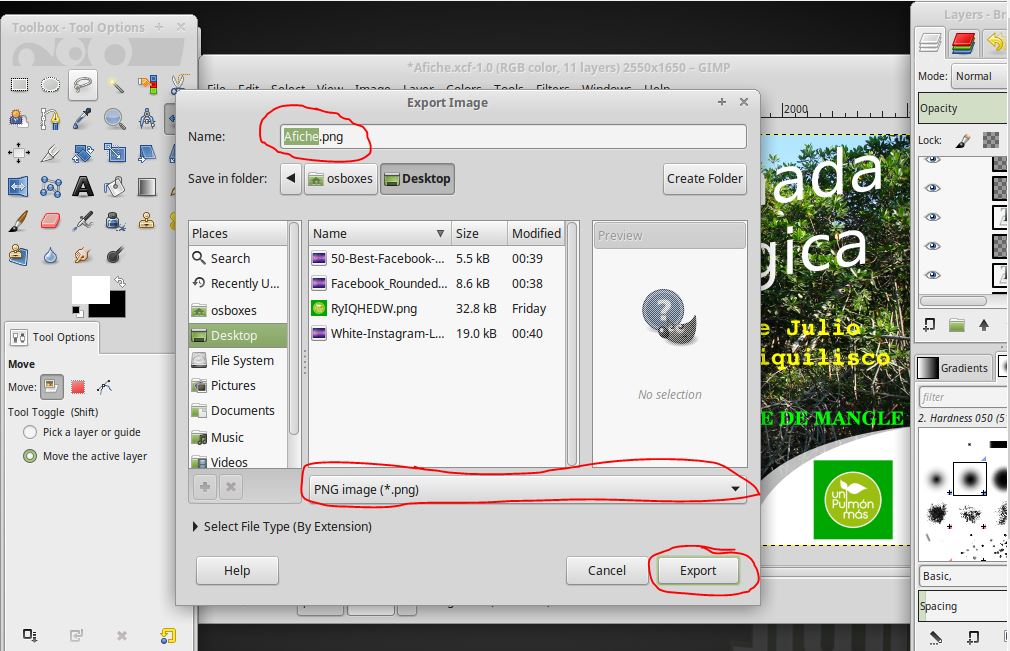 Toolbox - Tool Options
Layers - Br
*Afiche.xcf-1.0 (RGB color, 11 layers) 2550x1650 – GIMP
File Edit Select View Image Layer Colors Tools Filters Windows Help
Export Image
Name:
Afiche.png
Save in folder:
osboxes
Desktop
Create Folder
Places
Search
Recently U...
osboxes
Desktop
File System
Pictures
Documents
Music
Videos
Name Size Modified
50-Best-Facebook-... 5.5 kB 00:39
Facebook_Rounded... 8.6 kB 00:38
RyIQHEDW.png 32.8 kB Friday
White-Instagram-L... 19.0 kB 00:40
Preview
No selection
PNG image (*.png)
Select File Type (By Extension)
Help
Cancel
Export
Tool Options
Move
Move:
Tool Toggle (Shift)
Pick a layer or guide
Move the active layer
2000
ada
gica
e Julio
iquilisco
E DE MANGLE
un
Pulmón
más
Mode: Normal
Opacity
Lock:
Gradients
filter
2. Hardness 050 (5
Basic,
Spacing